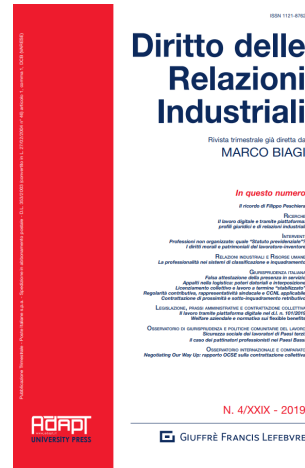 ISSN 1121-8762
Diritto delle
Relazioni
Industriali
Rivista trimestrale già diretta da
MARCO BIAGI
In questo numero
Il ricordo di Filippo Peschiera
RICERCHE
Il lavoro digitale e tramite piattaforma:
profili giuridici e di relazioni industriali
INTERVENTI
Professioni non organizzate: quale "Statuto previdenziale"?
I diritti morali e patrimoniali del lavoratore-inventore
RELAZIONI INDUSTRIALI E RISORSE UMANE
La professionalità nei sistemi di classificazione e inquadramento
GIURISPRUDENZA ITALIANA
Falsa attestazione della presenza in servizio
Appalti nella logistica: poteri datoriali e interposizione
Licenziamento collettivo e lavoro a termine "stabilizzato"
Regolarità contributiva, rappresentatività sindacale e CCNL applicabile
Contrattazione di prossimità e sotto-inquadramento retributivo
LEGISLAZIONE, PRASSI AMMINISTRATIVE E CONTRATTAZIONE COLLETTIVA
Il lavoro tramite piattaforma digitale nel d.l. n. 101/2019
Welfare aziendale e normativa sui flexible benefits
OSSERVATORIO DI GIURISPRUDENZA E POLITICHE COMUNITARIE DEL LAVORO
Sicurezza sociale dei lavoratori di Paesi terzi:
il caso dei pattinatori professionisti nei Paesi Bassi
OSSERVATORIO INTERNAZIONALE E COMPARATO
Negotiating Our Way Up: rapporto OCSE sulla contrattazione collettiva
N. 4/XXIX - 2019
GIUFFRÈ FRANCIS LEFEBVRE
ADAPT
UNIVERSITY PRESS